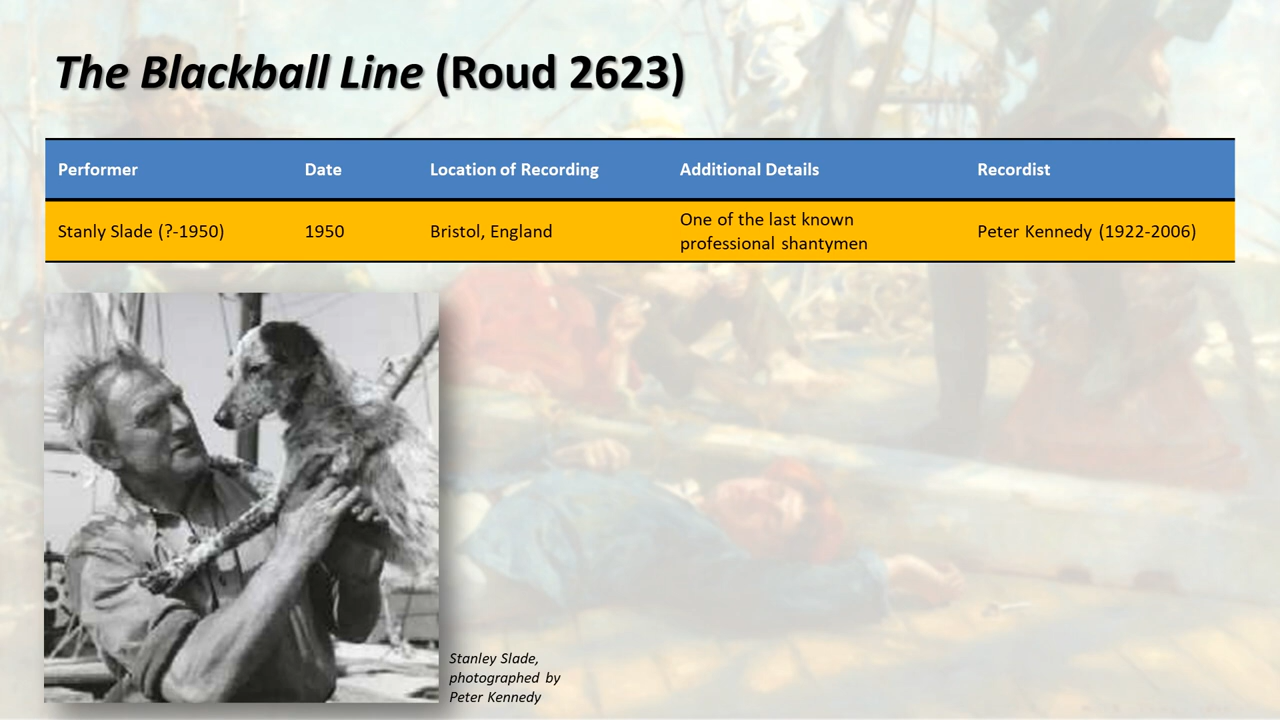 The Blackball Line (Roud 2623)
Performer Date Location of Recording Additional Details Recordist
Stanly Slade (?-1950) 1950 Bristol, England One of the last known
professional shantymen Peter Kennedy (1922-2006)
Stanley Slade,
photographed by
Peter Kennedy